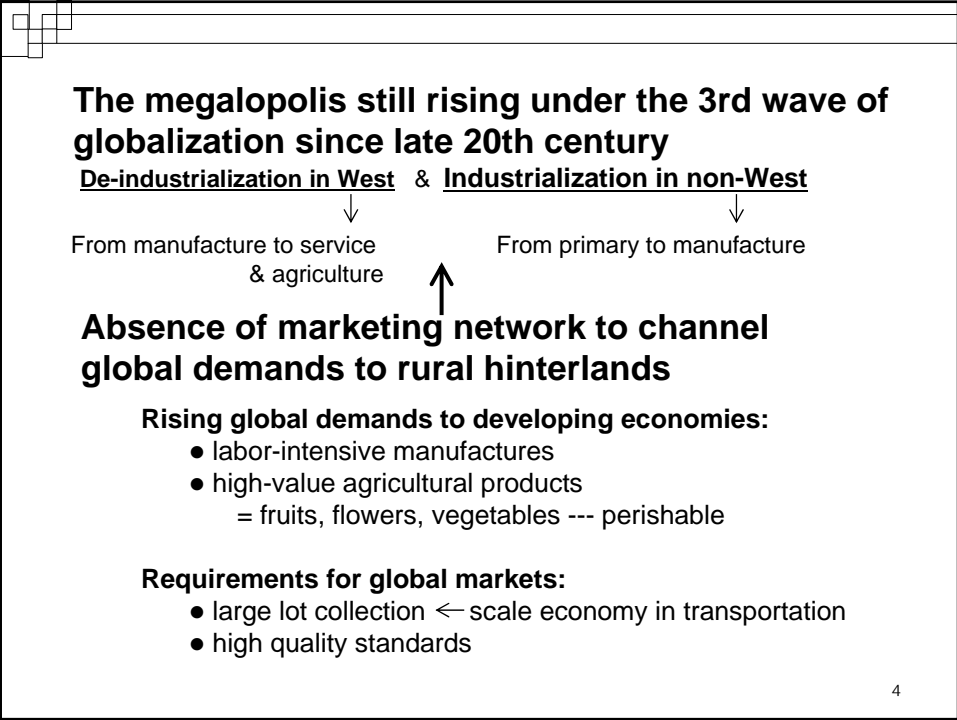 The megalopolis still rising under the 3rd wave of
globalization since late 20th century
De-industrialization in West & Industrialization in non-West
From manufacture to service
& agriculture
From primary to manufacture
Absence of marketing network to channel
global demands to rural hinterlands
Rising global demands to developing economies:
● labor-intensive manufactures
● high-value agricultural products
= fruits, flowers, vegetables --- perishable
Requirements for global markets:
● large lot collection ← scale economy in transportation
● high quality standards
4